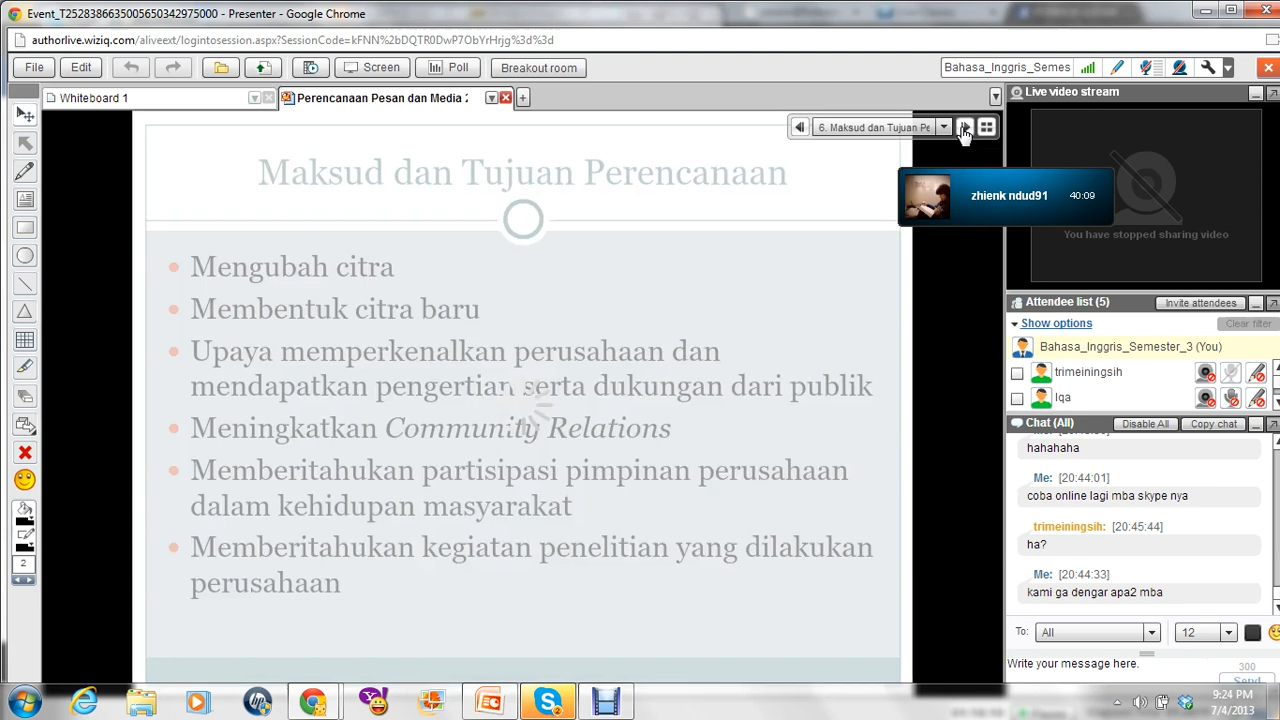 Event_T2528386635005650342975000 - Presenter - Google Chrome
authorlive.wiziq.com/aliveext/logintosession.aspx?SessionCode=kFNN%2bDQTR0DwP7ObYrHrjg%3d%3d
File Edit Screen Poll Breakout room Bahasa_Inggris_Semes
Whiteboard 1 Perencanaan Pesan dan Media 2
Live video stream
6. Maksud dan Tujuan Pe
Maksud dan Tujuan Perencanaan
zhienk ndud91 40:09
You have stopped sharing video
Mengubah citra
Membentuk citra baru
Upaya memperkenalkan perusahaan dan
mendapatkan pengertian serta dukungan dari publik
Meningkatkan Community Relations
Memberitahukan partisipasi pimpinan perusahaan
dalam kehidupan masyarakat
Memberitahukan kegiatan penelitian yang dilakukan
perusahaan
2
Attendee list (5) Invite attendees
Show options Clear filter
Bahasa_Inggris_Semester_3 (You)
trimeiningsih
Iqa
Chat (All) Disable All Copy chat
hahahaha
Me: [20:44:01]
coba online lagi mba skype nya
trimeiningsih: [20:45:44]
ha?
Me: [20:44:33]
kami ga dengar apa2 mba
To: All 12
Write your message here. 300
Send
9:24 PM
7/4/2013